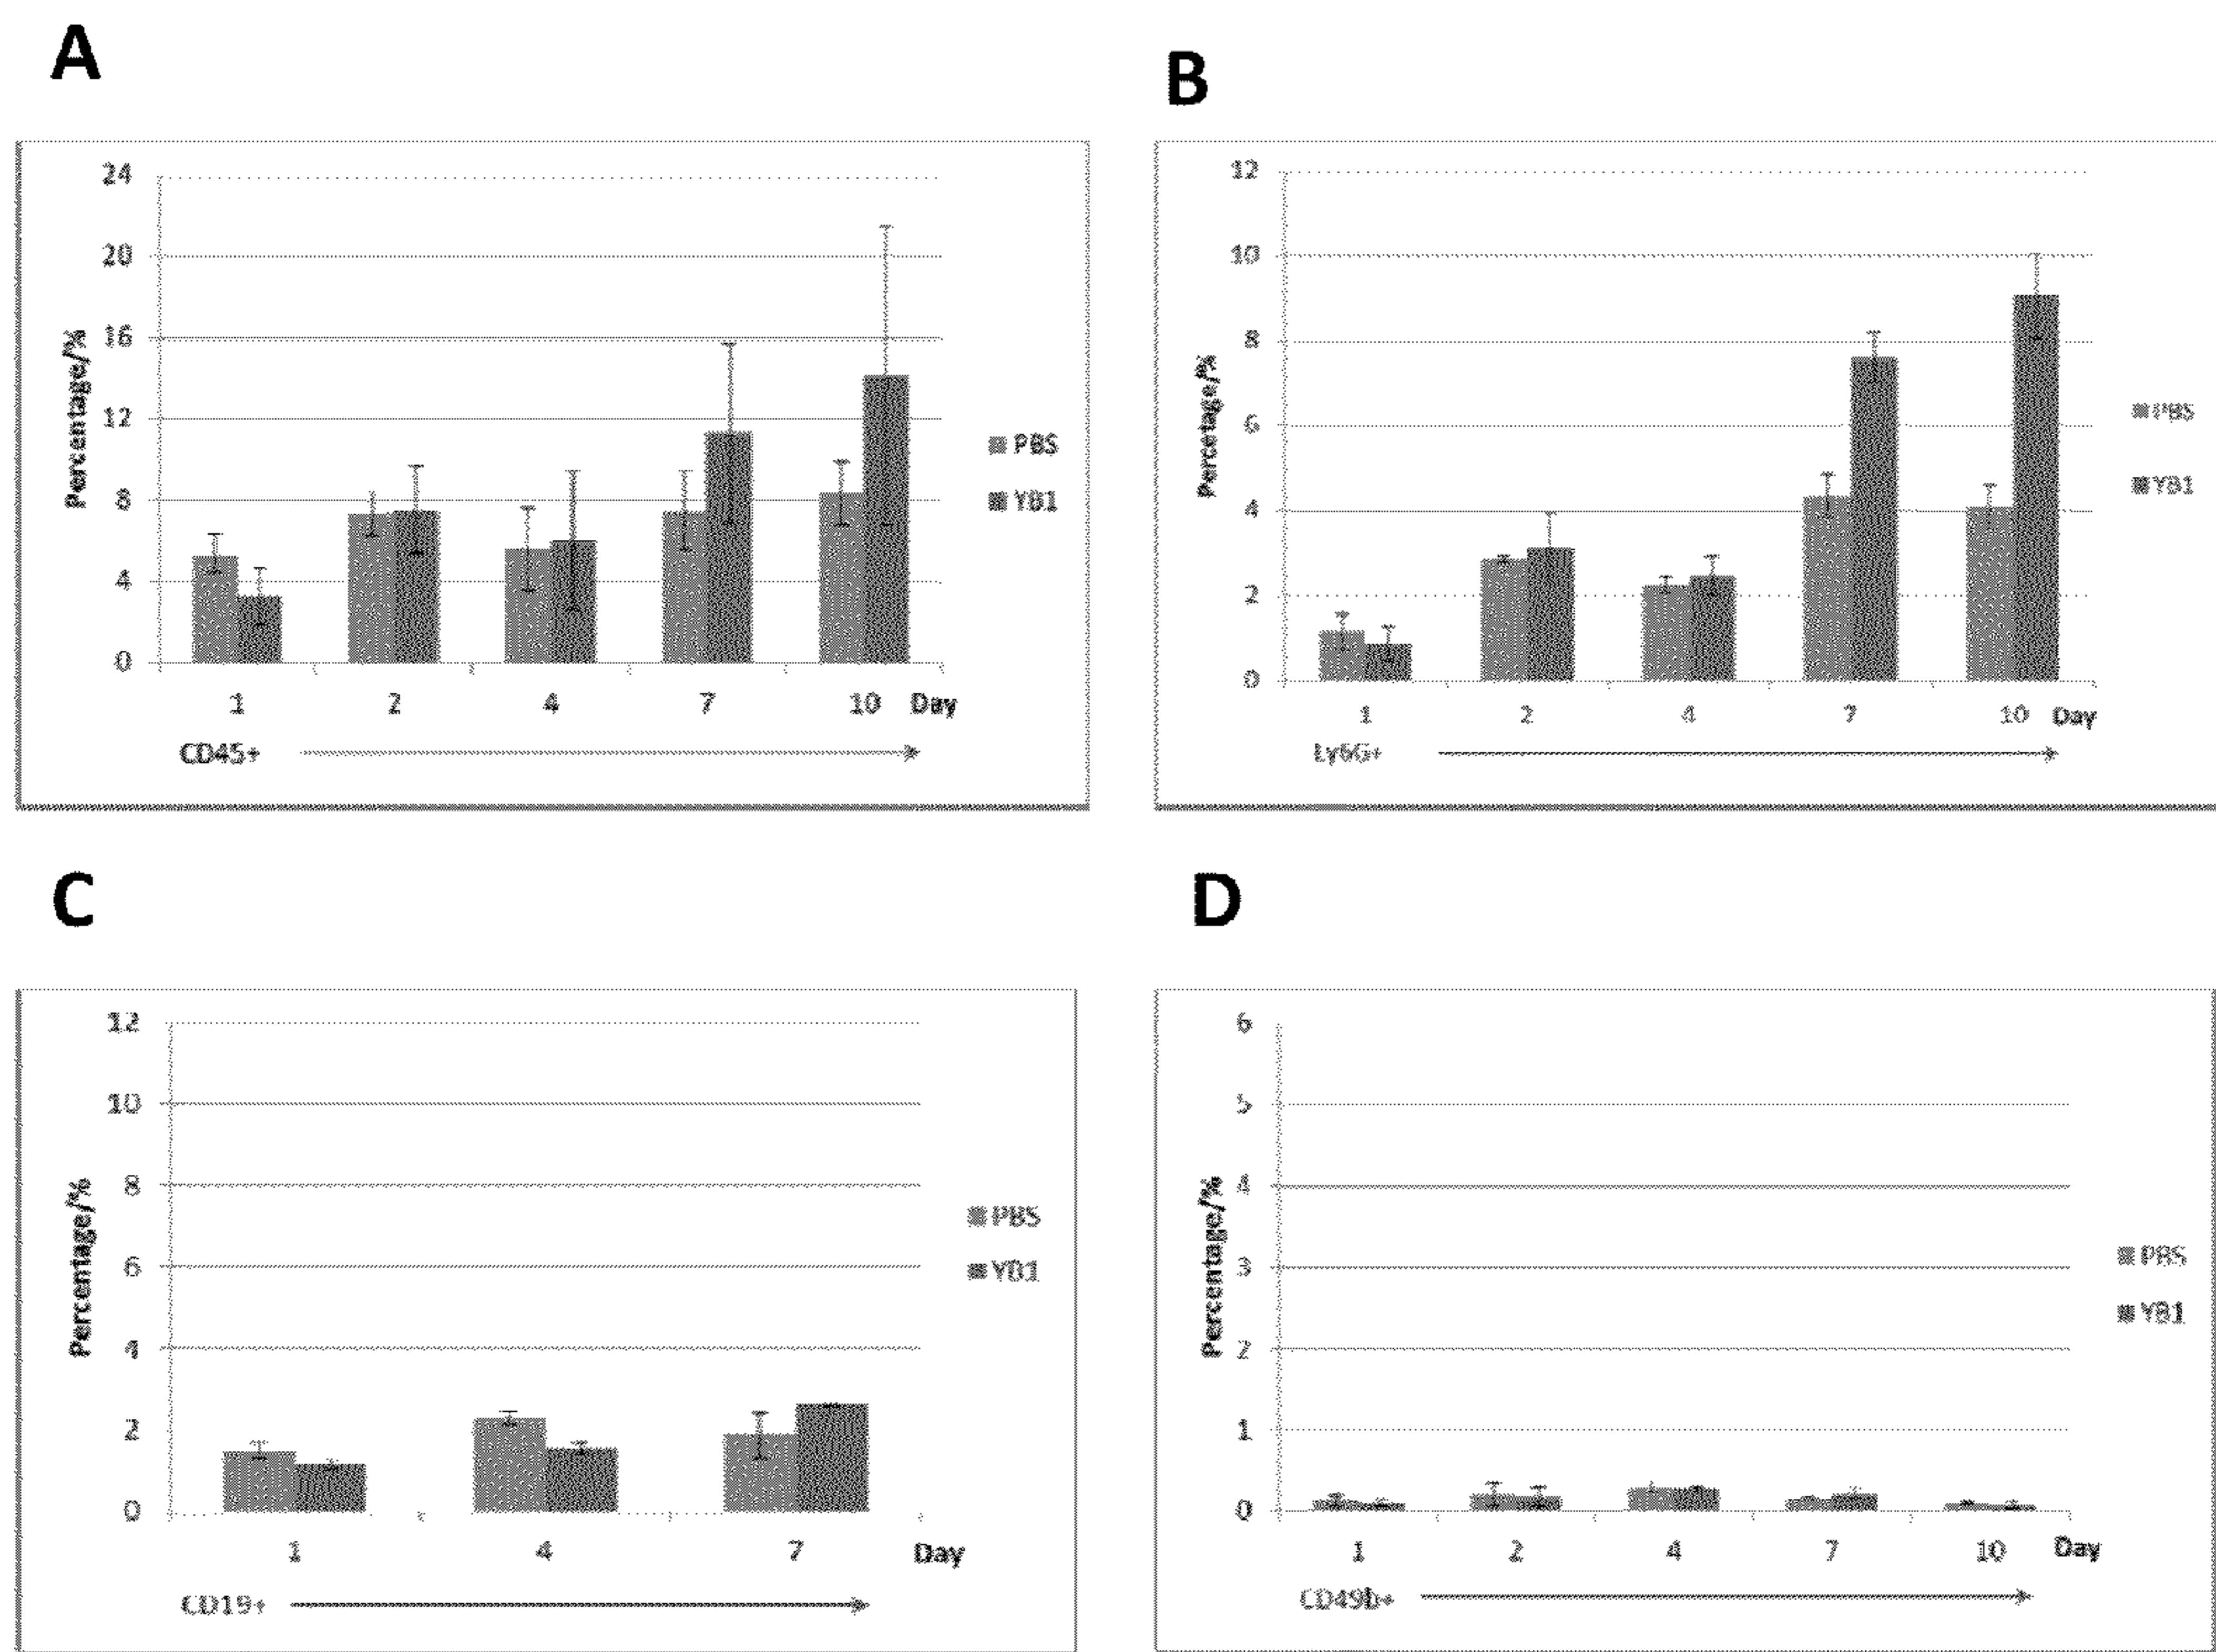 A
B
24
20
16
12
8
4
0
Percentage/%
1 2 4 7 10 Day
CD45+
PBS
YB1
12
10
8
6
4
2
0
Percetage/%
1 2 4 7 10 Day
Ly6G+
PBS
YB1
C
D
12
10
8
6
4
2
0
Percentage/%
1 4 7 Day
CD19+
PBS
YB1
6
5
4
3
2
1
0
Percentage/%
1 2 4 7 10 Day
CD49b+
PBS
YB1